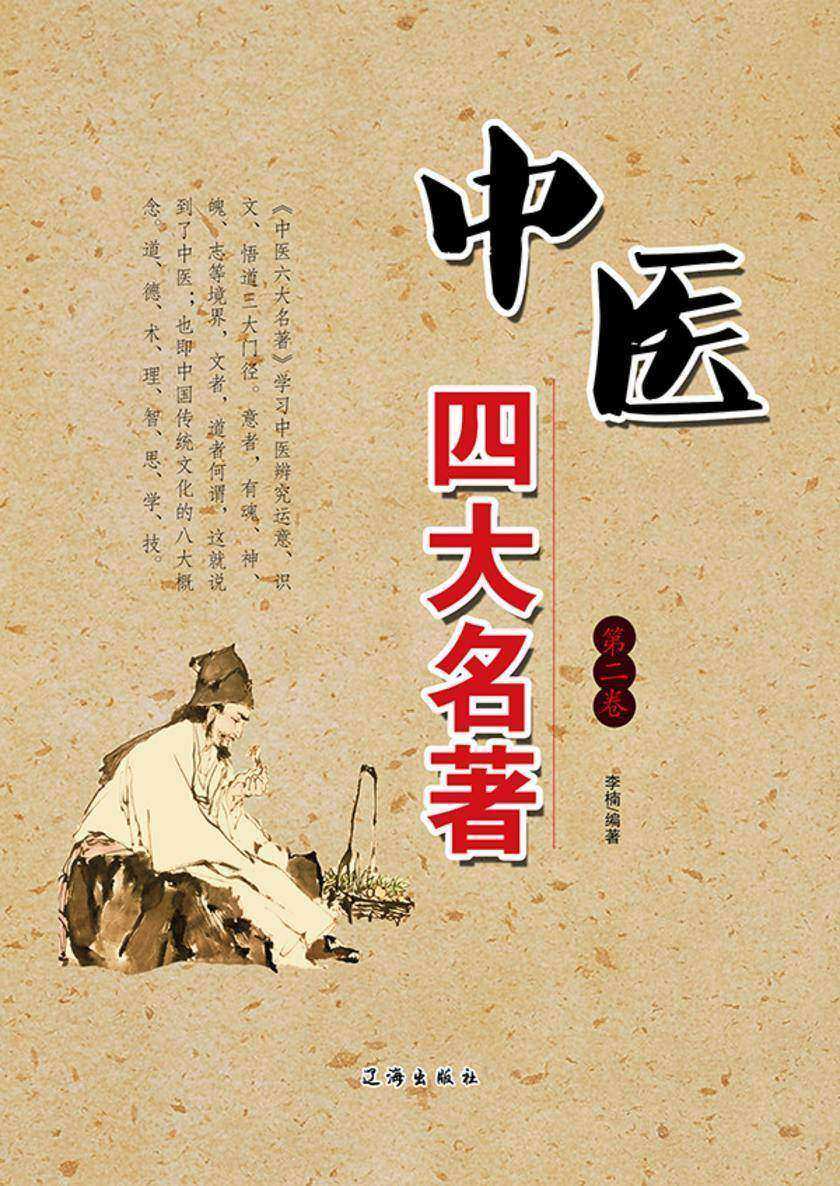 中医
四大名著
第二卷
李楠/编著
《中医六大名著》学习中医辨究运意、识
文、悟道三大门径。意者，有魂、神、
魄、志等境界，文者，道者何谓，这就说
到了中医；也即中国传统文化的八大概
念。道、德、术、理、智、思、学、技。
辽海出版社